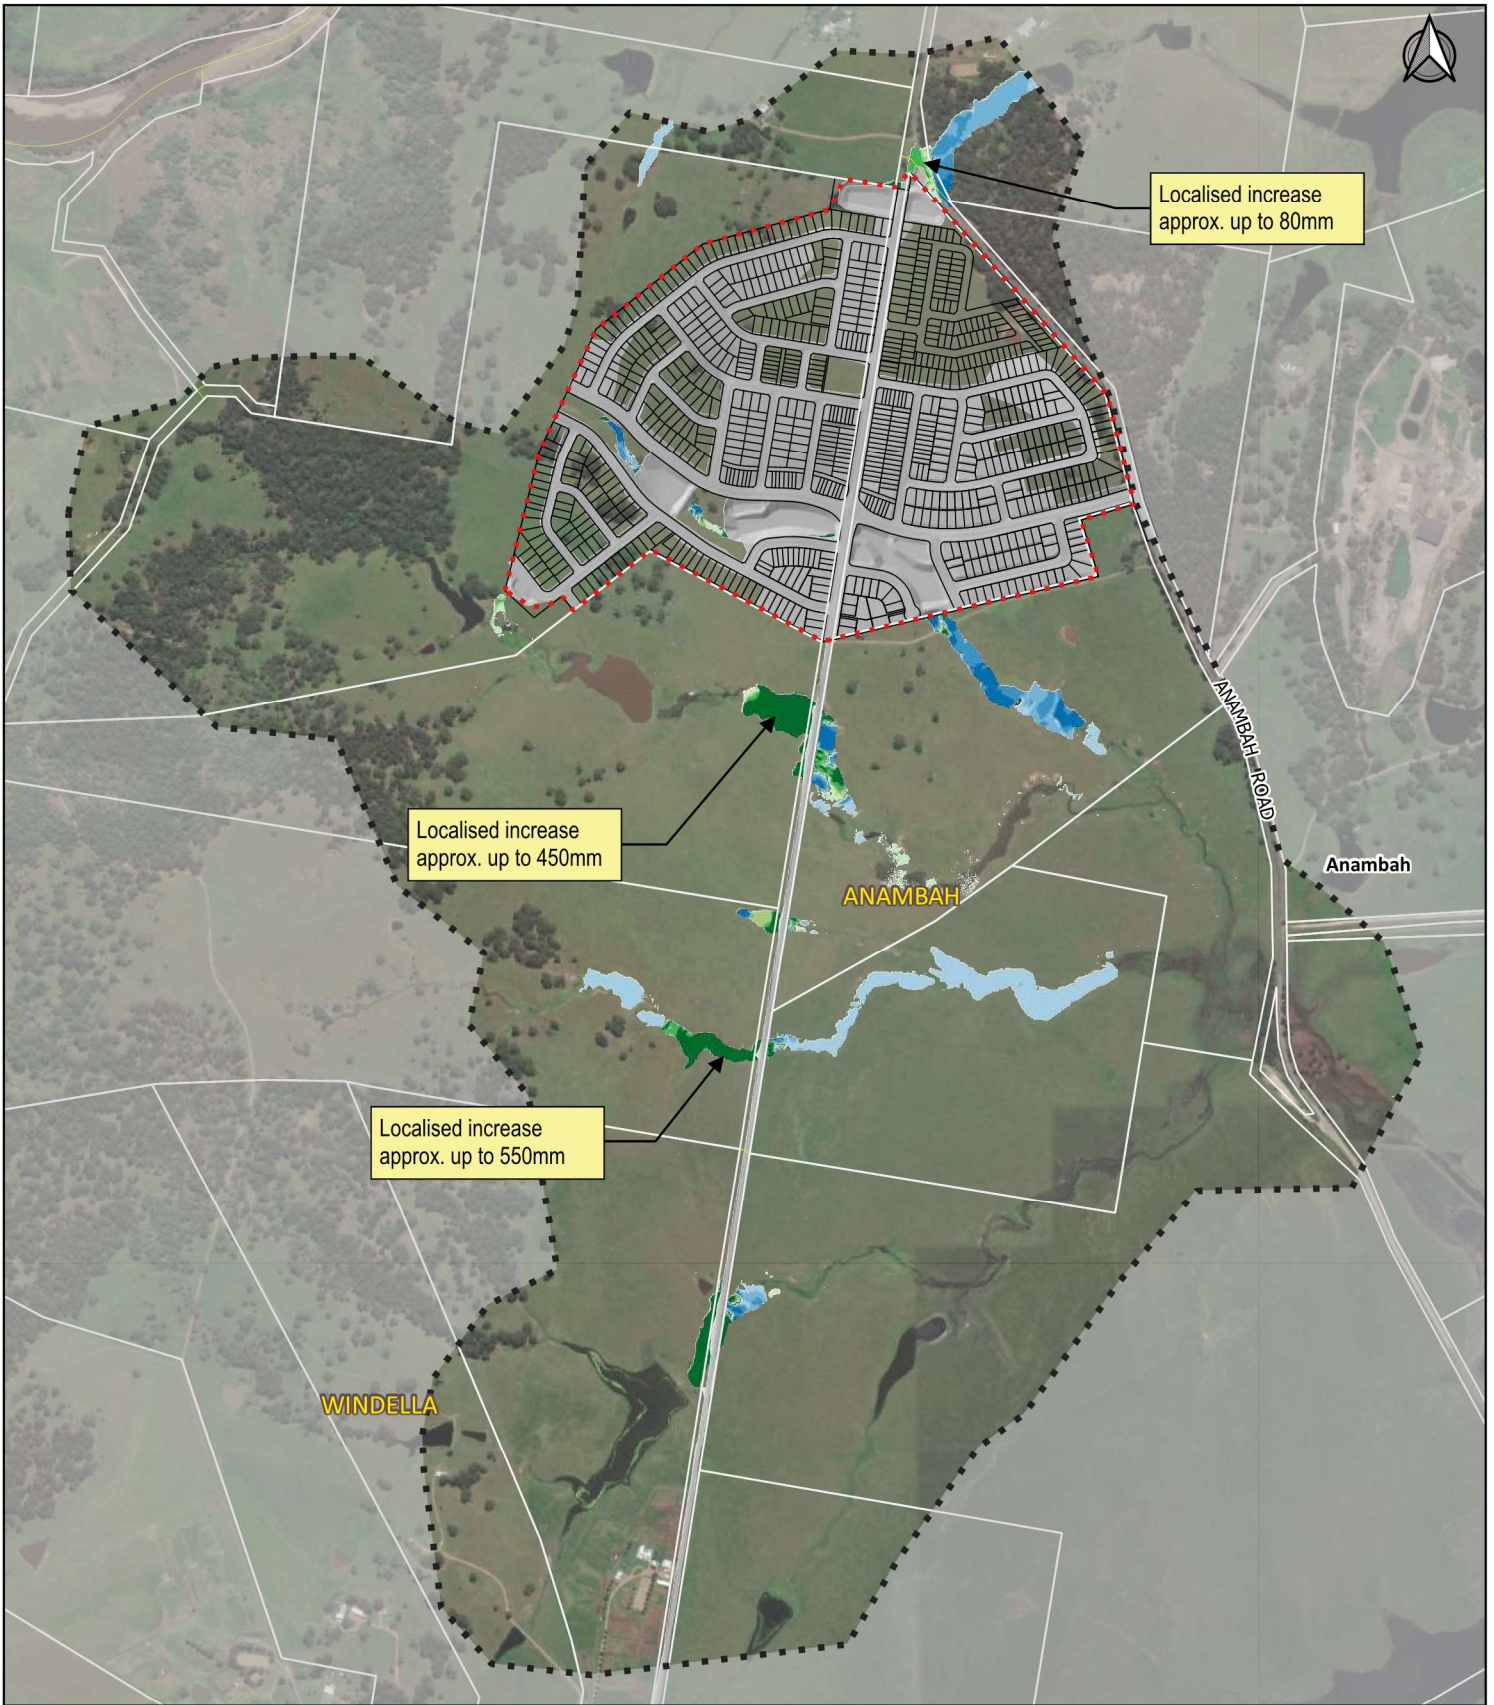 Localised increase
approx. up to 80mm
ANAMBAH ROAD
Localised increase
approx. up to 450mm
Anambah
ANAMBAH
Localised increase
approx. up to 550mm
WINDELLA